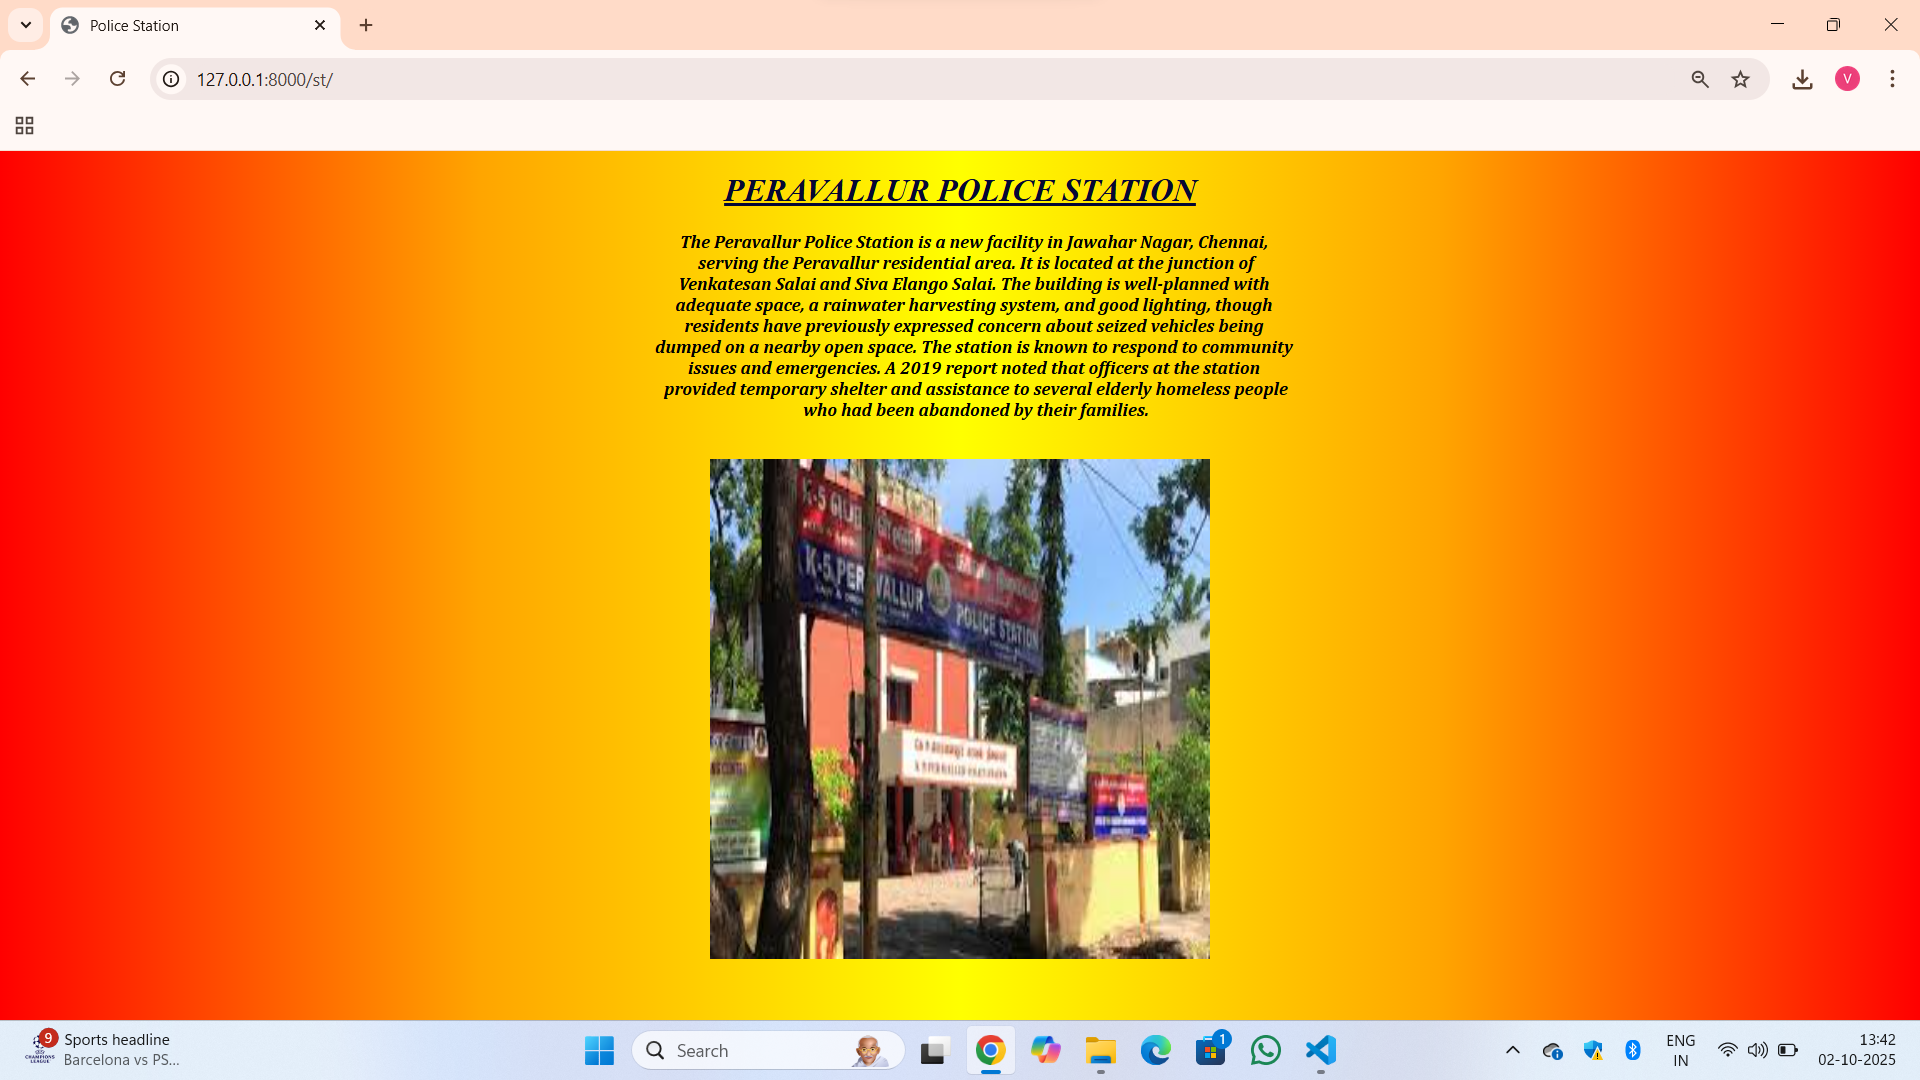 Police Station
127.0.0.1:8000/st/
V
PERAVALLUR POLICE STATION
The Peravallur Police Station is a new facility in Jawahar Nagar, Chennai,
serving the Peravallur residential area. It is located at the junction of
Venkatesan Salai and Siva Elango Salai. The building is well-planned with
adequate space, a rainwater harvesting system, and good lighting, though
residents have previously expressed concern about seized vehicles being
dumped on a nearby open space. The station is known to respond to community
issues and emergencies. A 2019 report noted that officers at the station
provided temporary shelter and assistance to several elderly homeless people
who had been abandoned by their families.
K-5
K-5 PERAVALLUR
POLICE STATION
9
Sports headline
Barcelona vs PS...
Search
1
ENG
IN
13:42
02-10-2025